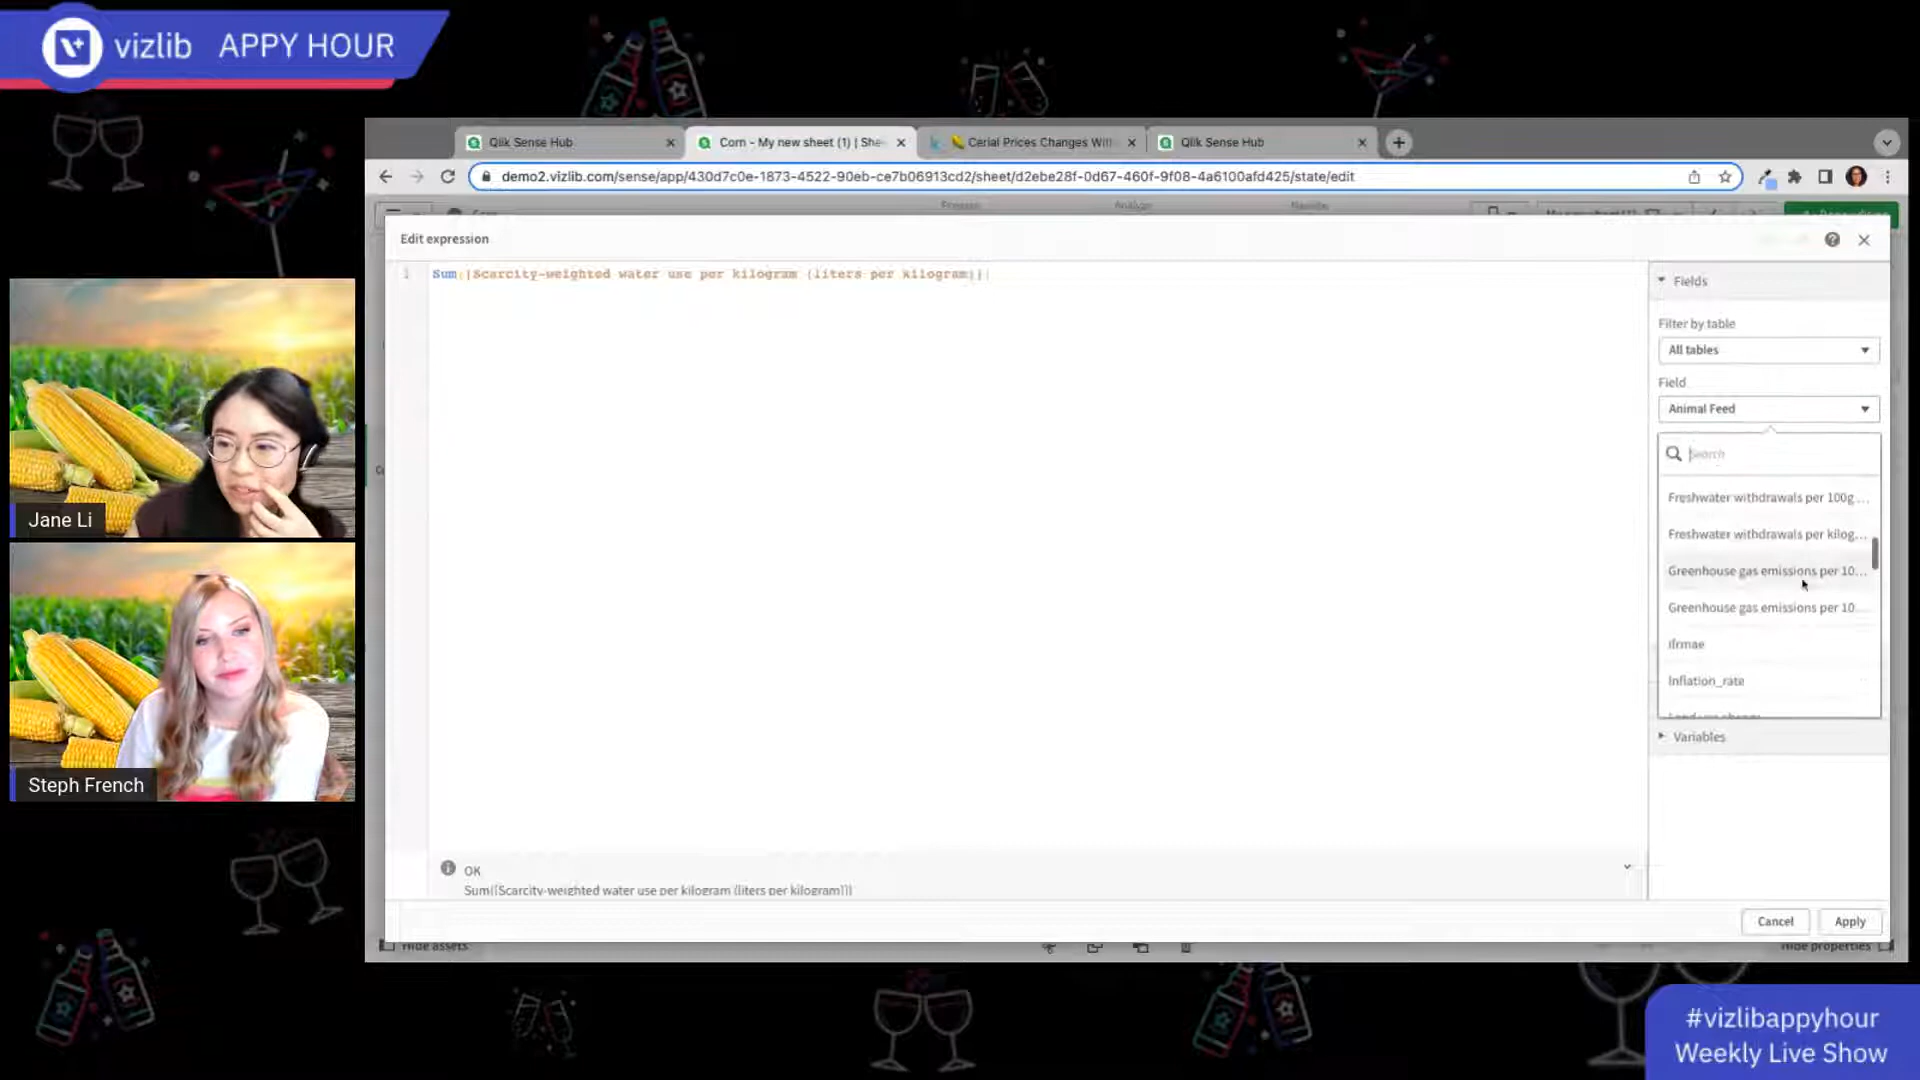 vizlib APPY HOUR
Qlik Sense Hub
Corn - My new sheet (1) | She
Cerial Prices Changes With
Qlik Sense Hub
demo2.vizlib.com/sense/app/430d7c0e-1873-4522-90eb-ce7b06913cd2/sheet/d2ebe28f-0d67-460f-9f08-4a6100afd425/state/edit
Edit expression
1 Sum([Scarcity-weighted water use per kilogram (liters per kilogram)])
Fields
Filter by table
All tables
Field
Animal Feed
Search
Freshwater withdrawals per 100g ...
Freshwater withdrawals per kilog...
Greenhouse gas emissions per 10...
Greenhouse gas emissions per 10...
ifrmae
Inflation_rate
Variables
Jane Li
Steph French
OK
Sum([Scarcity-weighted water use per kilogram (liters per kilogram)])
Cancel
Apply
Hide assets
Hide properties
#vizlibappyhour
Weekly Live Show